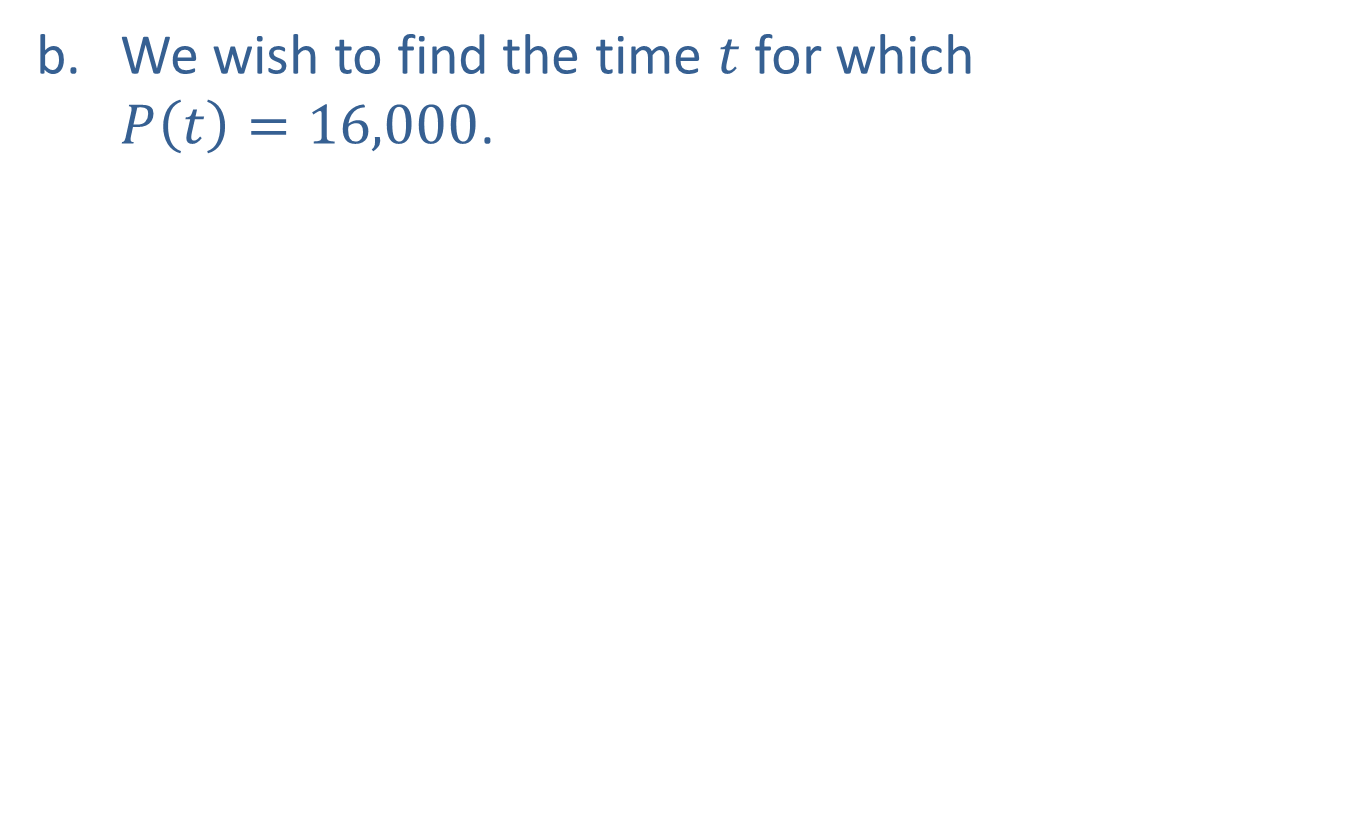 b. We wish to find the time t for which
P(t) = 16,000.